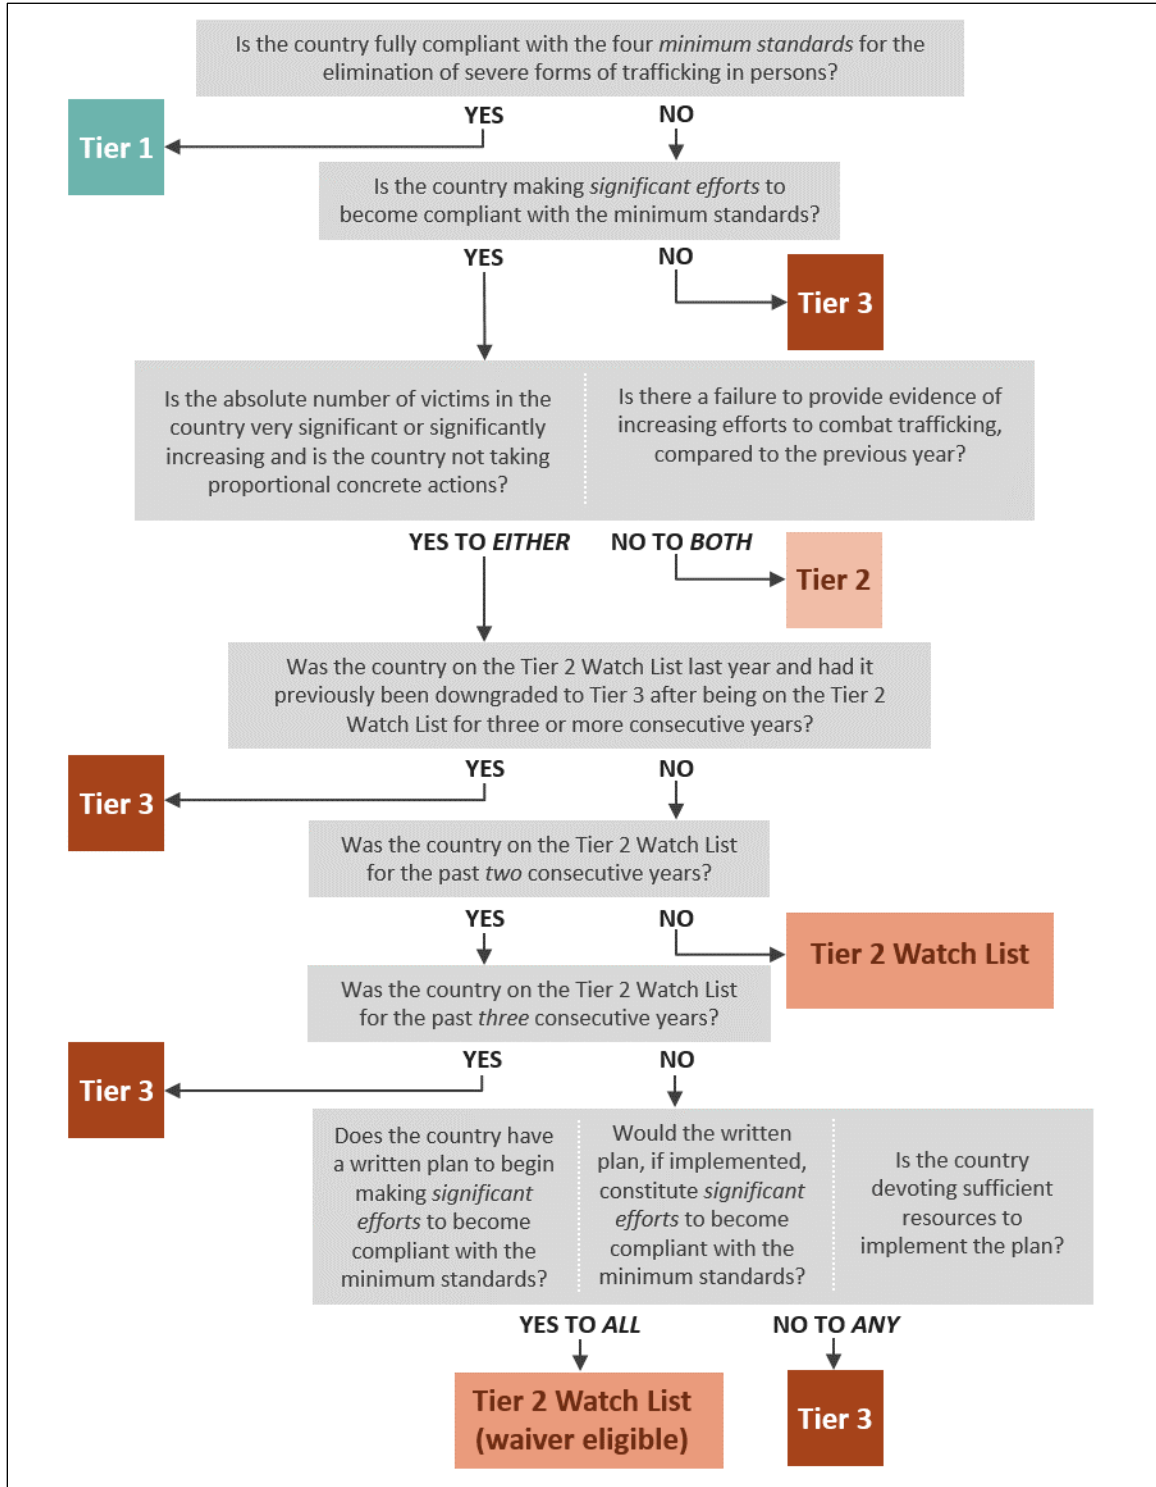 Is the country fully compliant with the four minimum standards for the
elimination of severe forms of trafficking in persons?
YES
NO
Tier 1
Is the country making significant efforts to
become compliant with the minimum standards?
YES
NO
Tier 3
Is the absolute number of victims in the
country very significant or significantly
increasing and is the country not taking
proportional concrete actions?
Is there a failure to provide evidence of
increasing efforts to combat trafficking,
compared to the previous year?
YES TO EITHER
NO TO BOTH
Tier 2
Was the country on the Tier 2 Watch List last year and had it
previously been downgraded to Tier 3 after being on the Tier 2
Watch List for three or more consecutive years?
YES
NO
Tier 3
Was the country on the Tier 2 Watch List
for the past two consecutive years?
YES
NO
Tier 2 Watch List
Was the country on the Tier 2 Watch List
for the past three consecutive years?
YES
NO
Tier 3
Does the country have
a written plan to begin
making significant
efforts to become
compliant with the
minimum standards?
Would the written
plan, if implemented,
constitute significant
efforts to become
compliant with the
minimum standards?
Is the country
devoting sufficient
resources to
implement the plan?
YES TO ALL
NO TO ANY
Tier 2 Watch List
(waiver eligible)
Tier 3